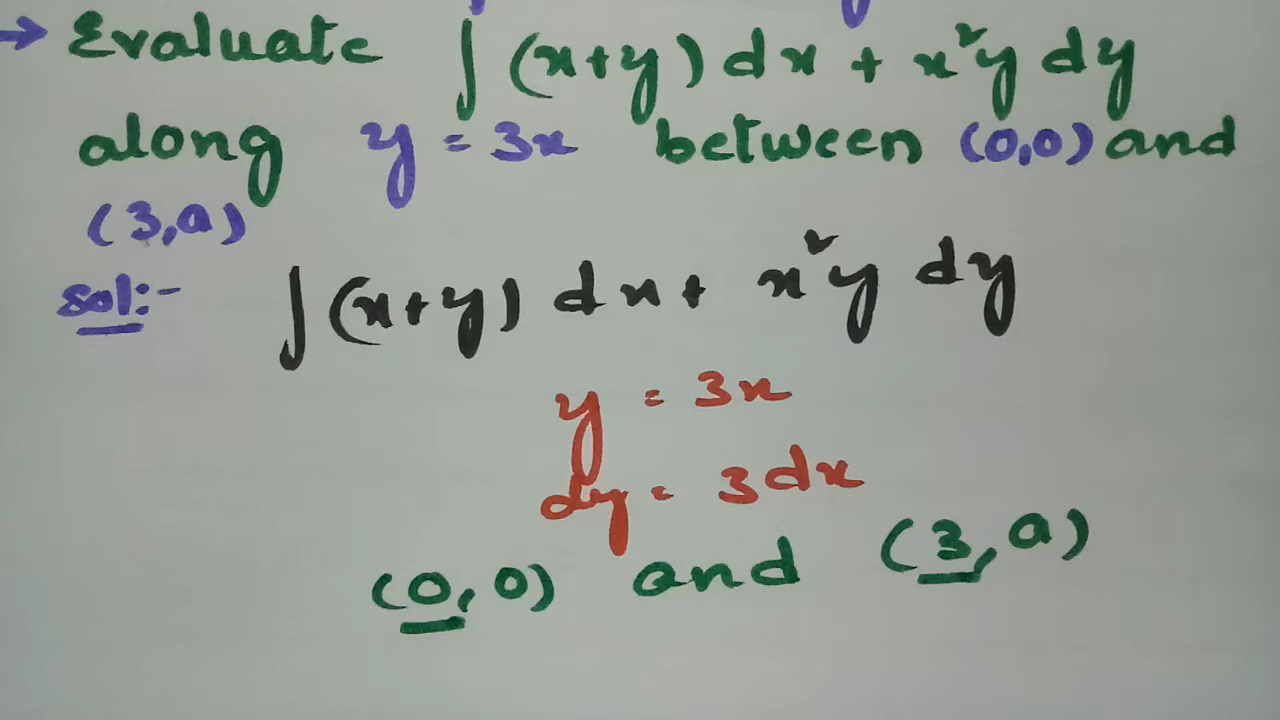 → Evaluate ∫ (x+y) dx + x²y dy
along y = 3x between (0,0) and
(3,a)
Sol:- ∫ (x+y) dx + x²y dy
y = 3x
dy = 3dx
(0,0) and (3,a)